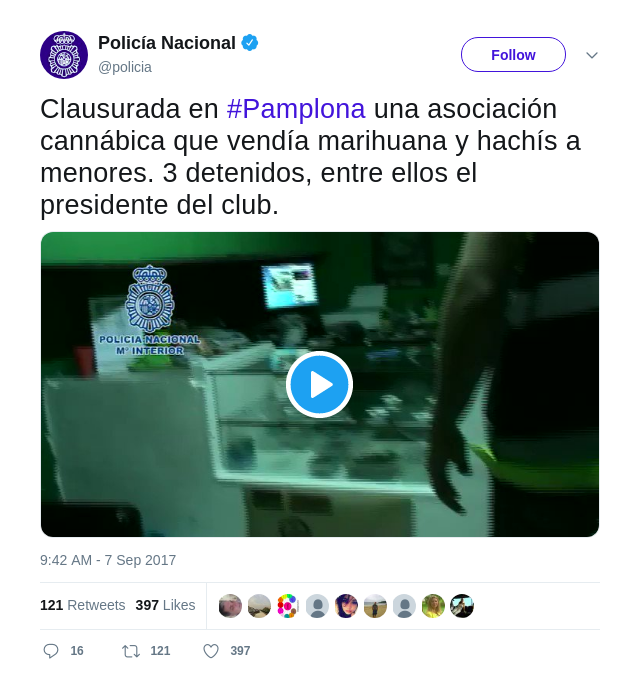 Policía Nacional
@policia
Follow
Clausurada en #Pamplona una asociación
cannábica que vendía marihuana y hachís a
menores. 3 detenidos, entre ellos el
presidente del club.
POLICIA NACIONAL
Mº INTERIOR
9:42 AM - 7 Sep 2017
121 Retweets 397 Likes
16 121 397